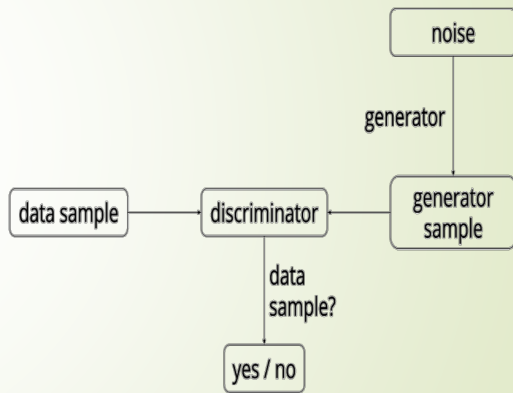 noise
generator
data sample
discriminator
generator
sample
data
sample?
yes / no